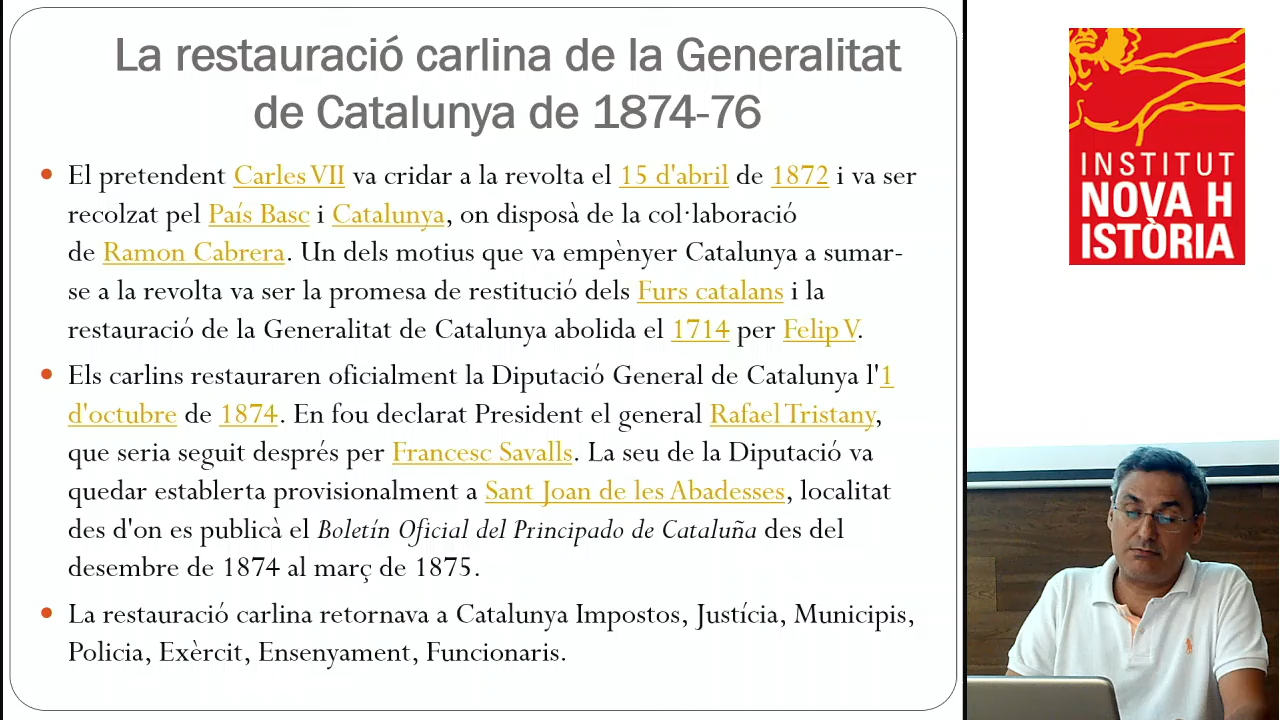 La restauració carlina de la Generalitat
de Catalunya de 1874-76
El pretendent Carles VII va cridar a la revolta el 15 d'abril de 1872 i va ser
recolzat pel País Basc i Catalunya, on disposà de la col·laboració
de Ramon Cabrera. Un dels motius que va empènyer Catalunya a sumar-
se a la revolta va ser la promesa de restitució dels Furs catalans i la
restauració de la Generalitat de Catalunya abolida el 1714 per Felip V.
Els carlins restauraren oficialment la Diputació General de Catalunya l'1
d'octubre de 1874. En fou declarat President el general Rafael Tristany,
que seria seguit després per Francesc Savalls. La seu de la Diputació va
quedar establerta provisionalment a Sant Joan de les Abadesses, localitat
des d'on es publicà el Boletín Oficial del Principado de Cataluña des del
desembre de 1874 al març de 1875.
La restauració carlina retornava a Catalunya Impostos, Justícia, Municipis,
Policia, Exèrcit, Ensenyament, Funcionaris.
INSTITUT
NOVA H
ISTÒRIA